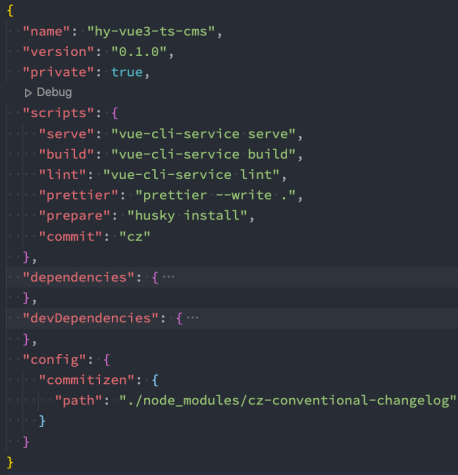 {
"name": "hy-vue3-ts-cms",
"version": "0.1.0",
"private": true,
Debug
"scripts": {
"serve": "vue-cli-service serve",
"build": "vue-cli-service build",
"lint": "vue-cli-service lint",
"prettier": "prettier --write .",
"prepare": "husky install",
"commit": "cz"
},
"dependencies": { ...
},
"devDependencies": { ...
},
"config": {
"commitizen": {
"path": "./node_modules/cz-conventional-changelog"
}
}
}